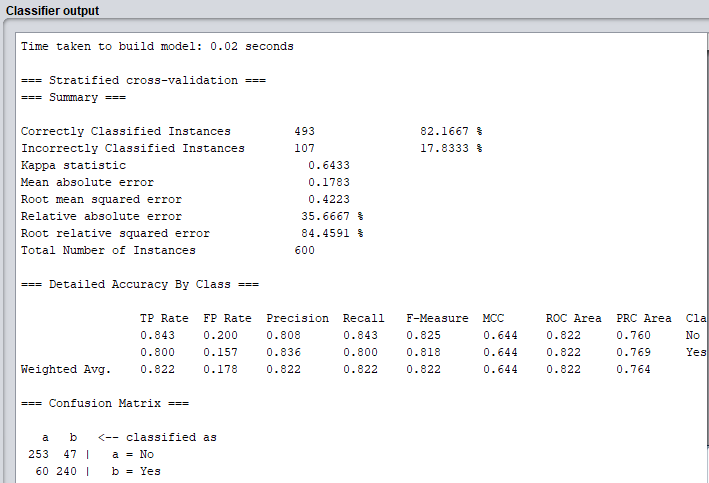 Classifier output
Time taken to build model: 0.02 seconds
=== Stratified cross-validation ===
=== Summary ===
Correctly Classified Instances 493 82.1667 %
Incorrectly Classified Instances 107 17.8333 %
Kappa statistic 0.6433
Mean absolute error 0.1783
Root mean squared error 0.4223
Relative absolute error 35.6667 %
Root relative squared error 84.4591 %
Total Number of Instances 600
=== Detailed Accuracy By Class ===
TP Rate FP Rate Precision Recall F-Measure MCC ROC Area PRC Area Cla
0.843 0.200 0.808 0.843 0.825 0.644 0.822 0.760 No
0.800 0.157 0.836 0.800 0.818 0.644 0.822 0.769 Yes
Weighted Avg. 0.822 0.178 0.822 0.822 0.822 0.644 0.822 0.764
=== Confusion Matrix ===
a b <-- classified as
253 47 | a = No
60 240 | b = Yes